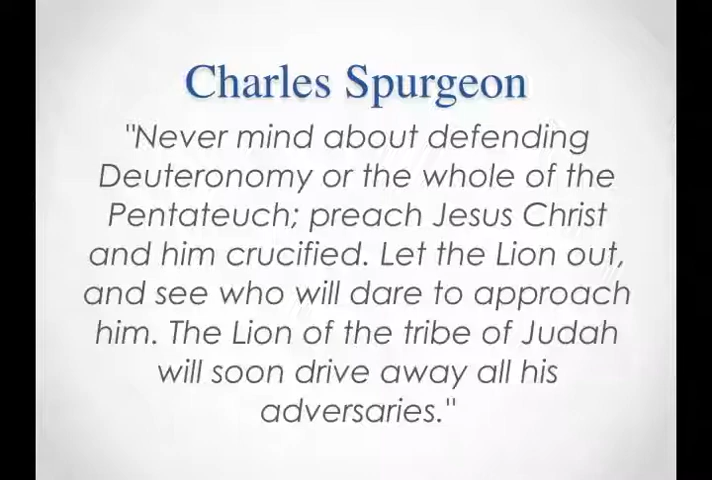 Charles Spurgeon
"Never mind about defending
Deuteronomy or the whole of the
Pentateuch; preach Jesus Christ
and him crucified. Let the Lion out,
and see who will dare to approach
him. The Lion of the tribe of Judah
will soon drive away all his
adversaries."